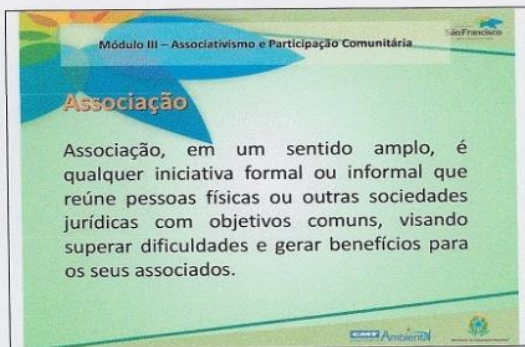 São Francisco
Módulo III – Associativismo e Participação Comunitária
Associação
Associação, em um sentido amplo, é
qualquer iniciativa formal ou informal que
reúne pessoas físicas ou outras sociedades
jurídicas com objetivos comuns, visando
superar dificuldades e gerar benefícios para
os seus associados.
CMT Ambiental